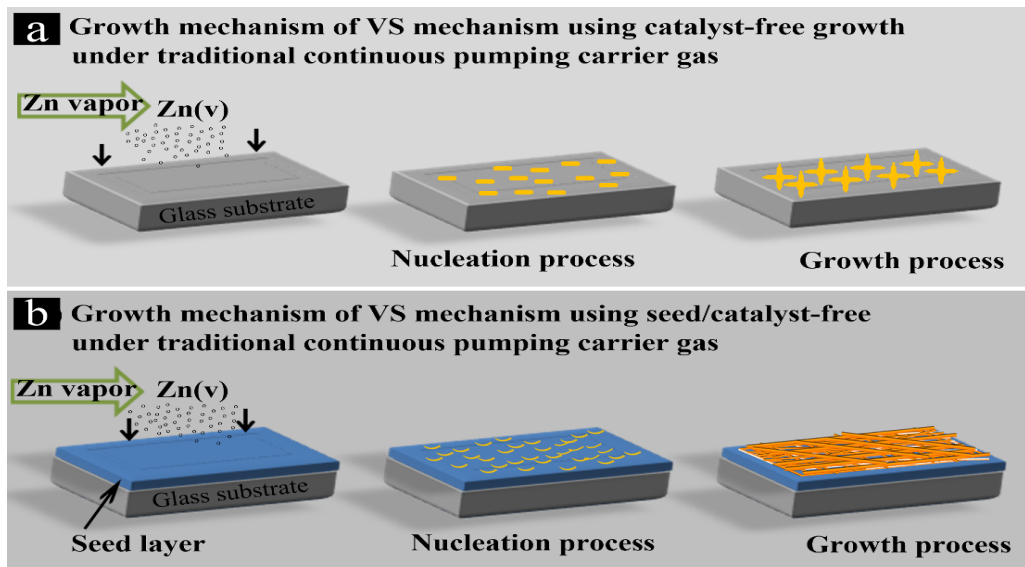 a Growth mechanism of VS mechanism using catalyst-free growth
under traditional continuous pumping carrier gas
Zn vapor Zn(v)
Glass substrate
Nucleation process
Growth process
b Growth mechanism of VS mechanism using seed/catalyst-free
under traditional continuous pumping carrier gas
Zn vapor Zn(v)
Glass substrate
Seed layer
Nucleation process
Growth process